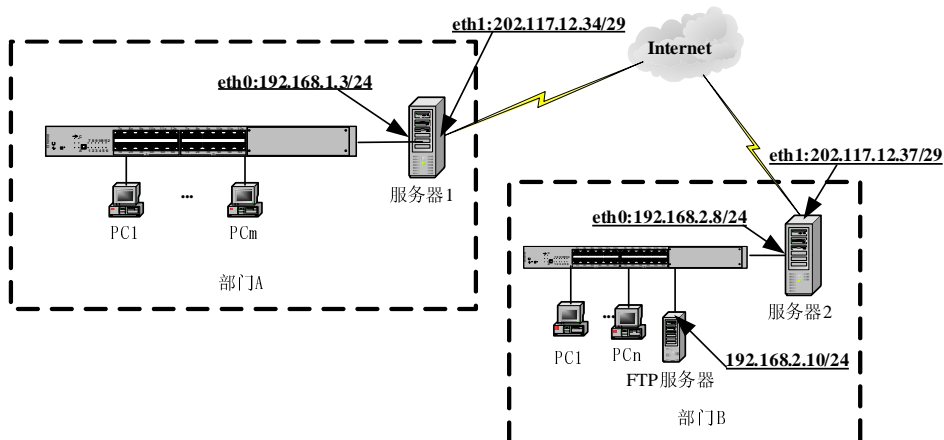 eth1:202.117.12.34/29
Internet
eth0:192.168.1.3/24
服务器1
PC1
...
PCm
部门A
eth1:202.117.12.37/29
eth0:192.168.2.8/24
服务器2
PC1
...
PCn
FTP服务器
192.168.2.10/24
部门B